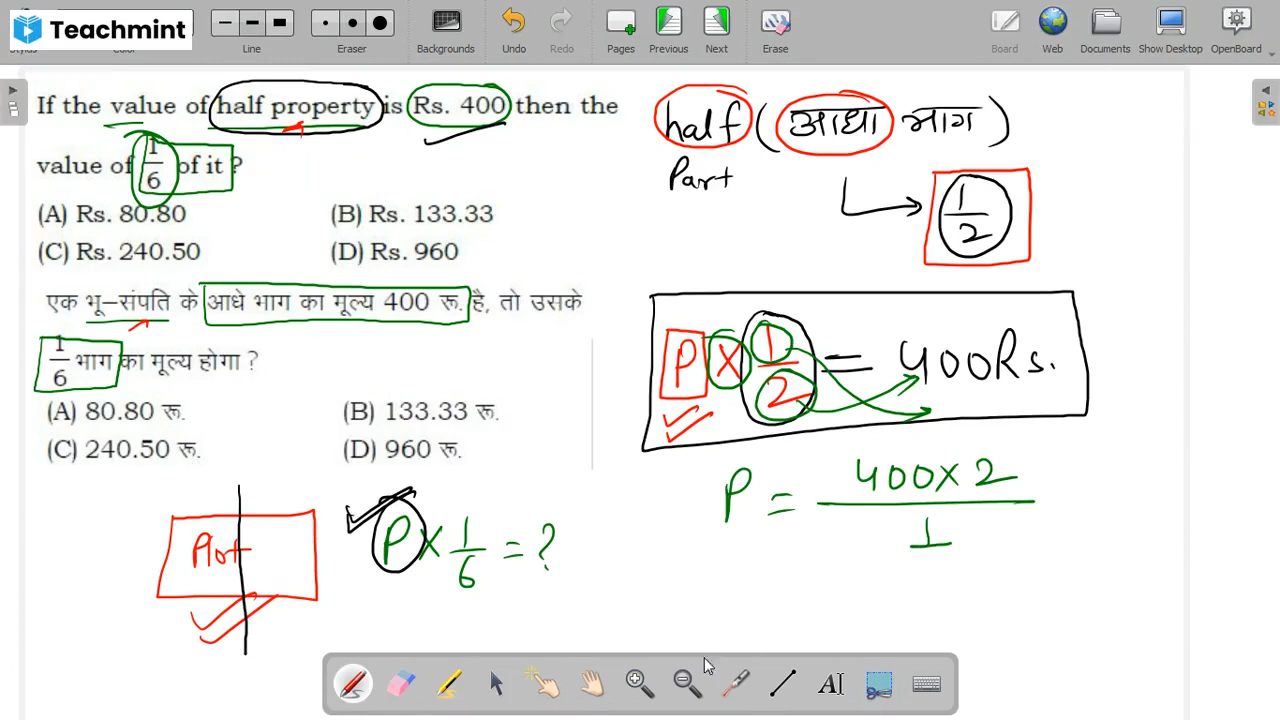 Teachmint
Styles Color Line Eraser Backgrounds Undo Redo Pages Previous Next Erase Board Web Documents Show Desktop OpenBoard
If the value of half property is Rs. 400 then the
value of 1/6 of it ?
(A) Rs. 80.80 (B) Rs. 133.33
(C) Rs. 240.50 (D) Rs. 960
एक भू–संपति के आधे भाग का मूल्य 400 रू. है, तो उसके
1/6 भाग का मूल्य होगा ?
(A) 80.80 रू. (B) 133.33 रू.
(C) 240.50 रू. (D) 960 रू.
Plot
P × 1/6 = ?
half (आधा भाग)
Part
1/2
P × 1/2 = 400Rs.
P = 400 × 2 / 1